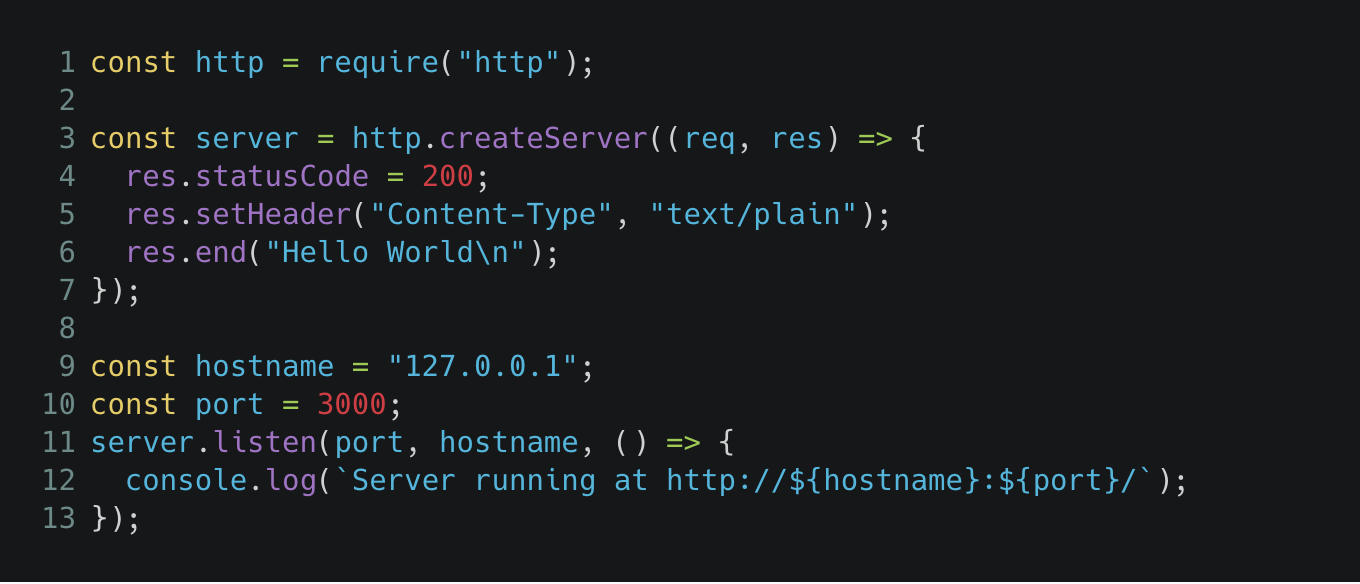 1 const http = require("http");
2
3 const server = http.createServer((req, res) => {
4   res.statusCode = 200;
5   res.setHeader("Content-Type", "text/plain");
6   res.end("Hello World\n");
7 });
8
9 const hostname = "127.0.0.1";
10 const port = 3000;
11 server.listen(port, hostname, () => {
12   console.log(`Server running at http://${hostname}:${port}/`);
13 });